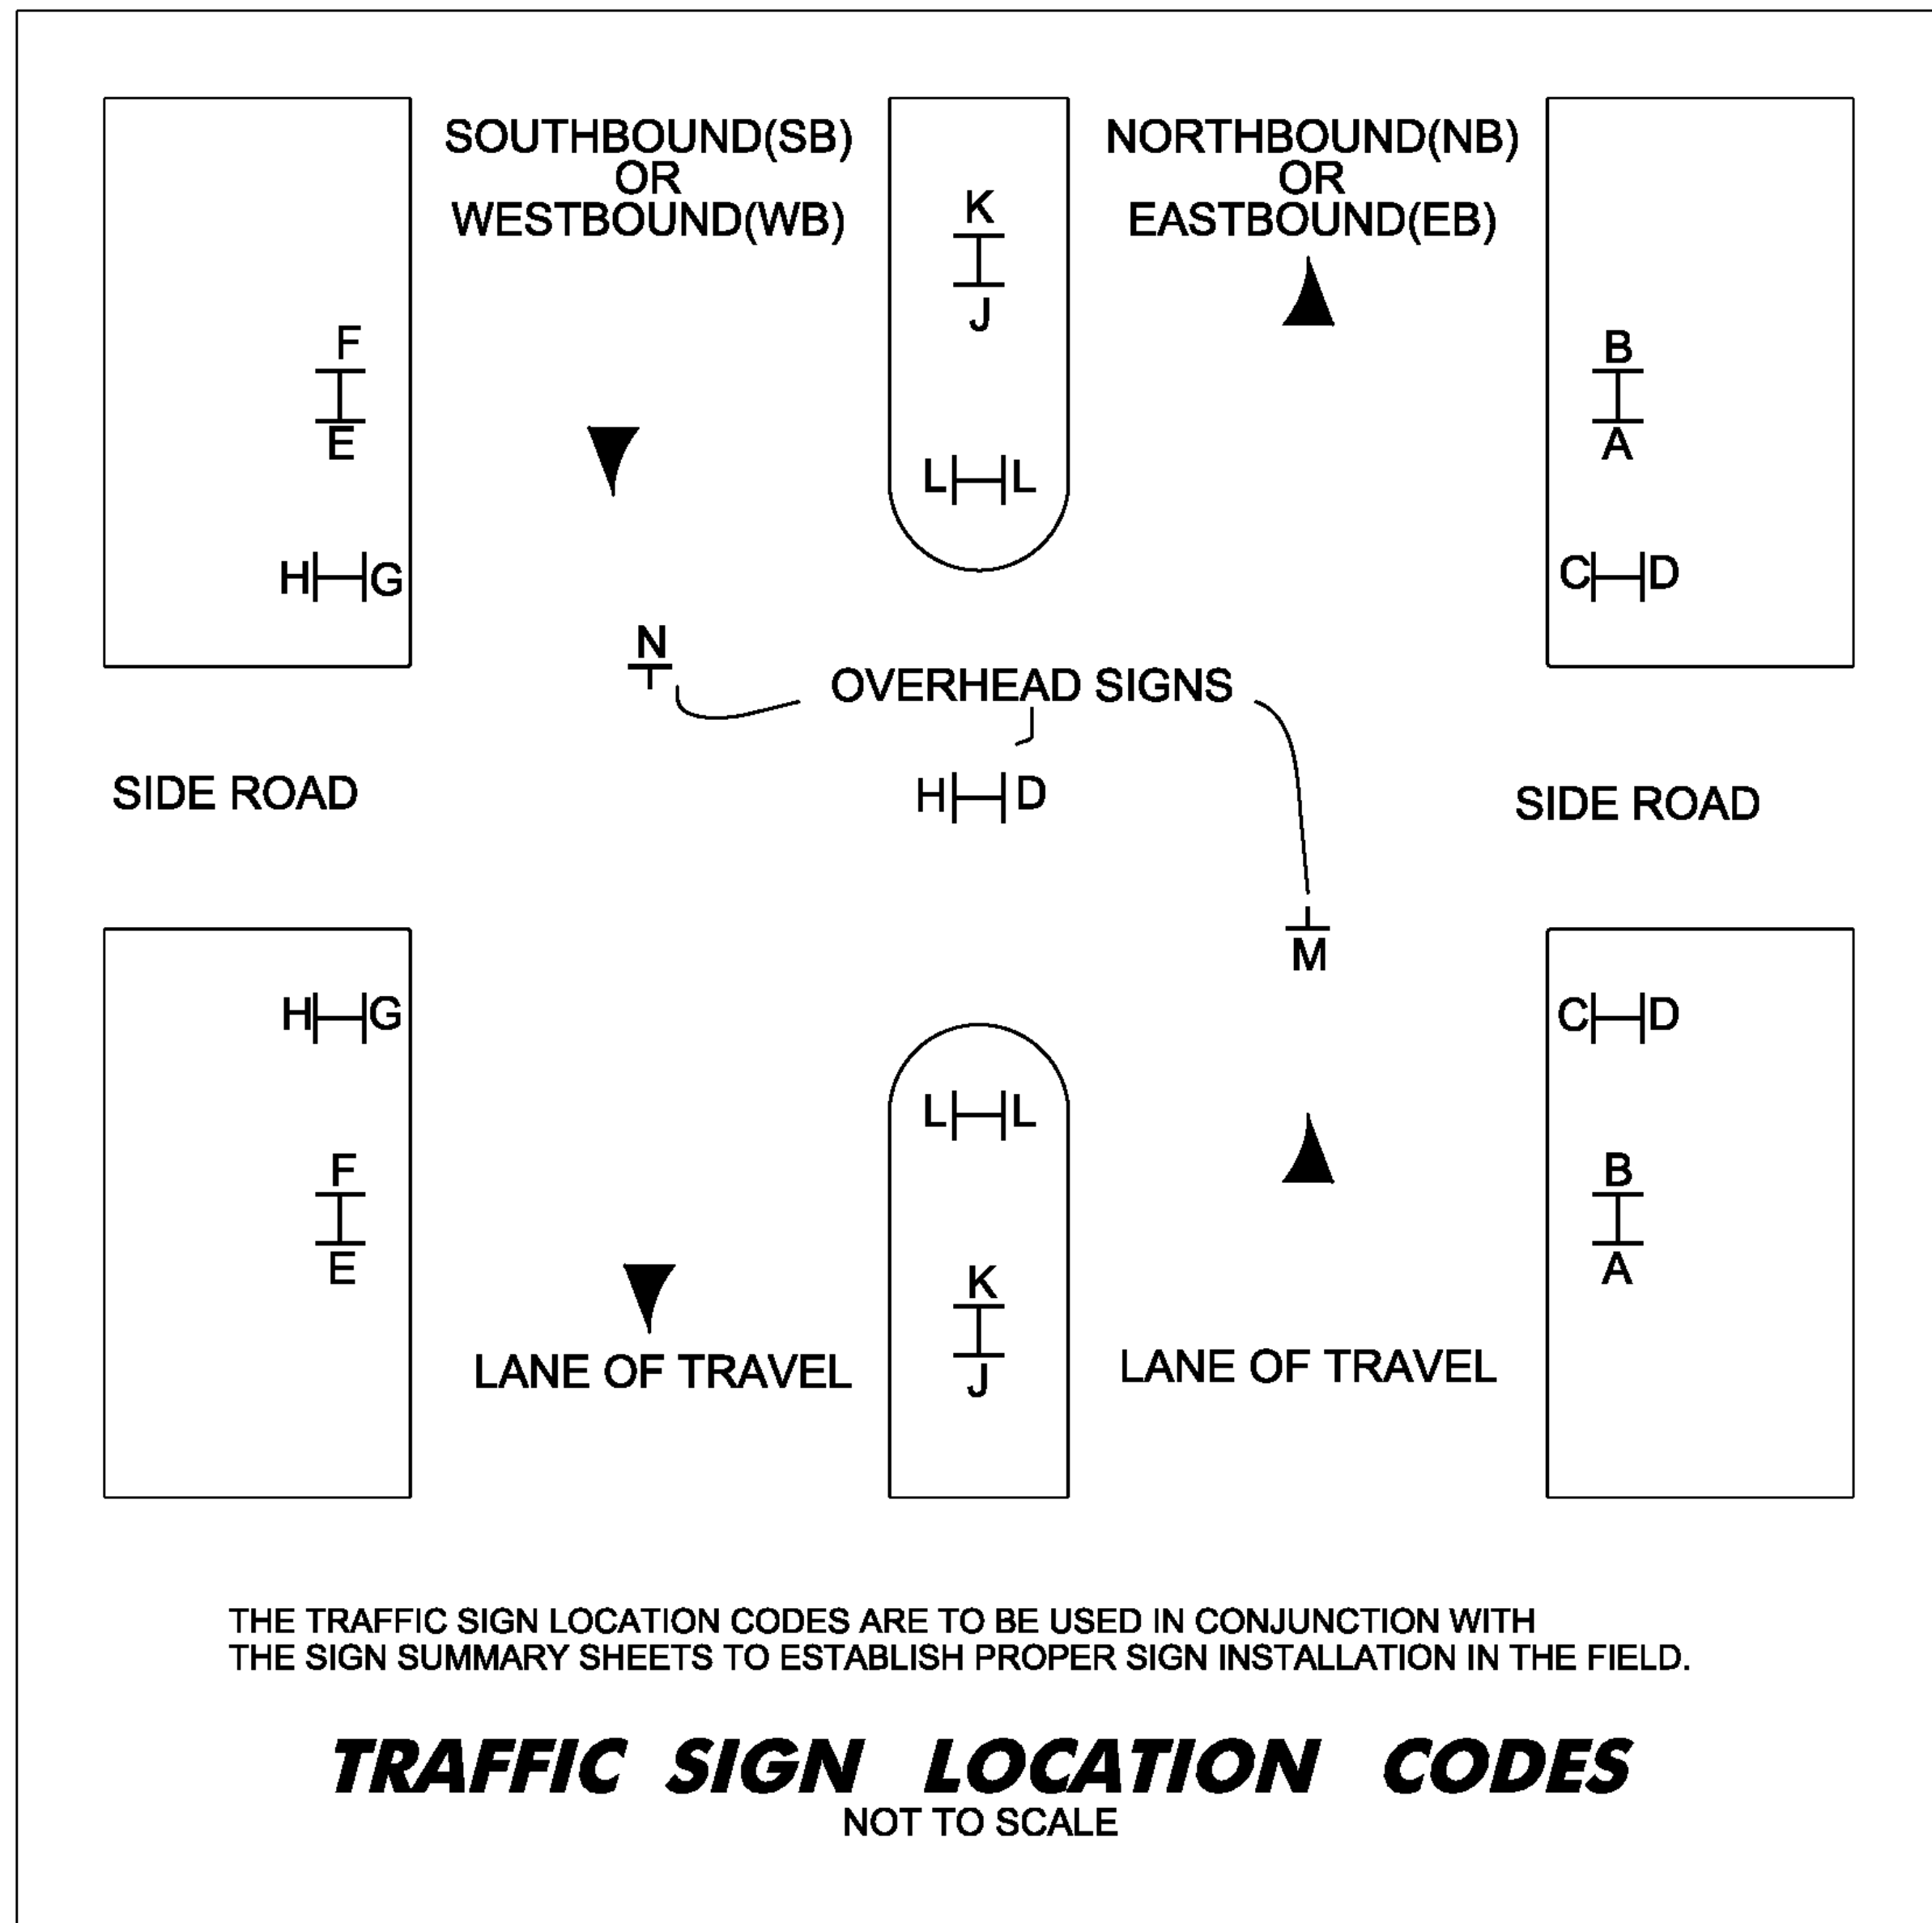 SOUTHBOUND(SB)
OR
WESTBOUND(WB)
NORTHBOUND(NB)
OR
EASTBOUND(EB)
K
J
F
E
B
A
L L
H G
C D
N
OVERHEAD SIGNS
SIDE ROAD
H D
SIDE ROAD
M
H G
C D
L L
F
E
B
A
K
J
LANE OF TRAVEL
LANE OF TRAVEL
THE TRAFFIC SIGN LOCATION CODES ARE TO BE USED IN CONJUNCTION WITH
THE SIGN SUMMARY SHEETS TO ESTABLISH PROPER SIGN INSTALLATION IN THE FIELD.
TRAFFIC SIGN LOCATION CODES
NOT TO SCALE